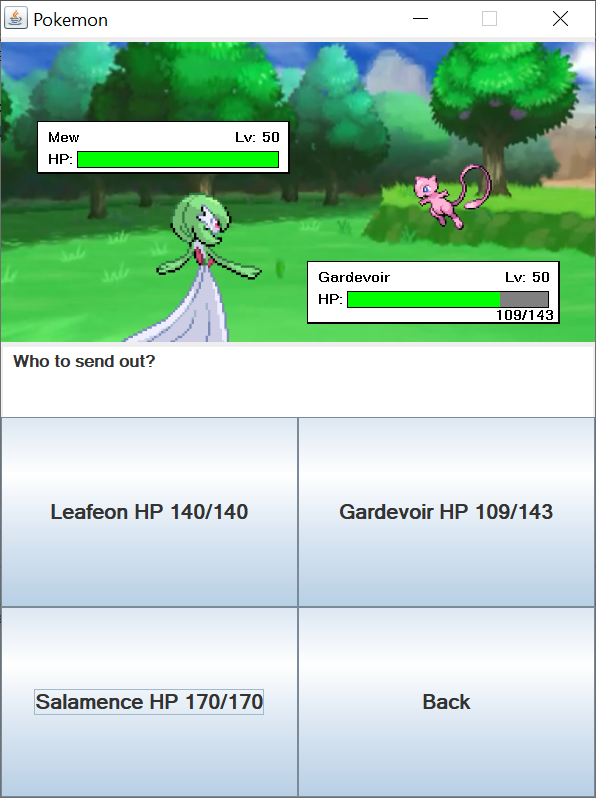 Pokemon
Mew Lv: 50
HP:
Gardevoir Lv: 50
HP:
109/143
Who to send out?
Leafeon HP 140/140
Gardevoir HP 109/143
Salamence HP 170/170
Back